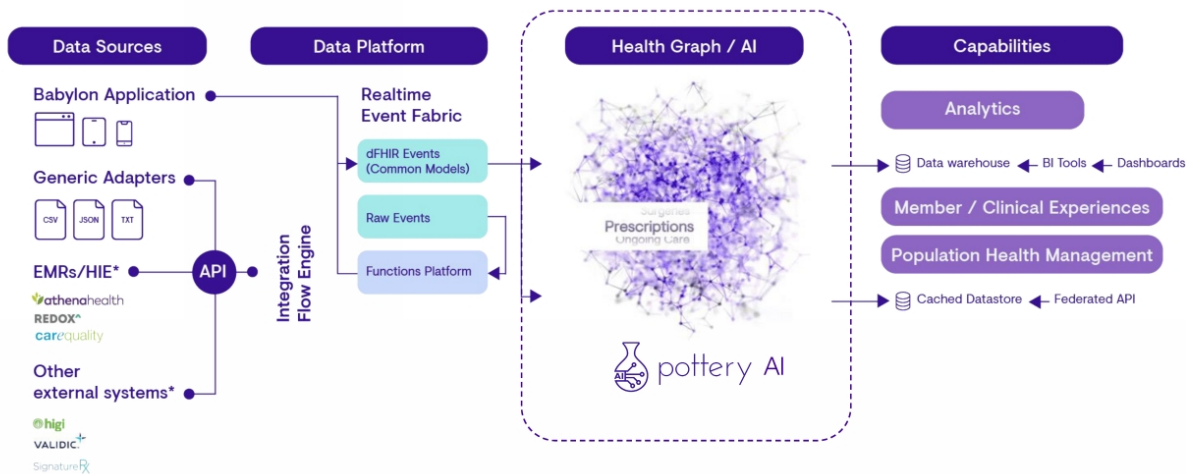 Data Sources
Babylon Application
Generic Adapters
CSV
JSON
TXT
EMRs/HIE*
athenahealth
REDOX^
carequality
Other
external systems*
higi
VALIDIC.
SignatureRx
API
Data Platform
Integration
Flow Engine
Realtime
Event Fabric
dFHIR Events
(Common Models)
Raw Events
Functions Platform
Health Graph / AI
Surgeries
Prescriptions
Ongoing Care
AI
pottery AI
Capabilities
Analytics
Data warehouse
BI Tools
Dashboards
Member / Clinical Experiences
Population Health Management
Cached Datastore
Federated API